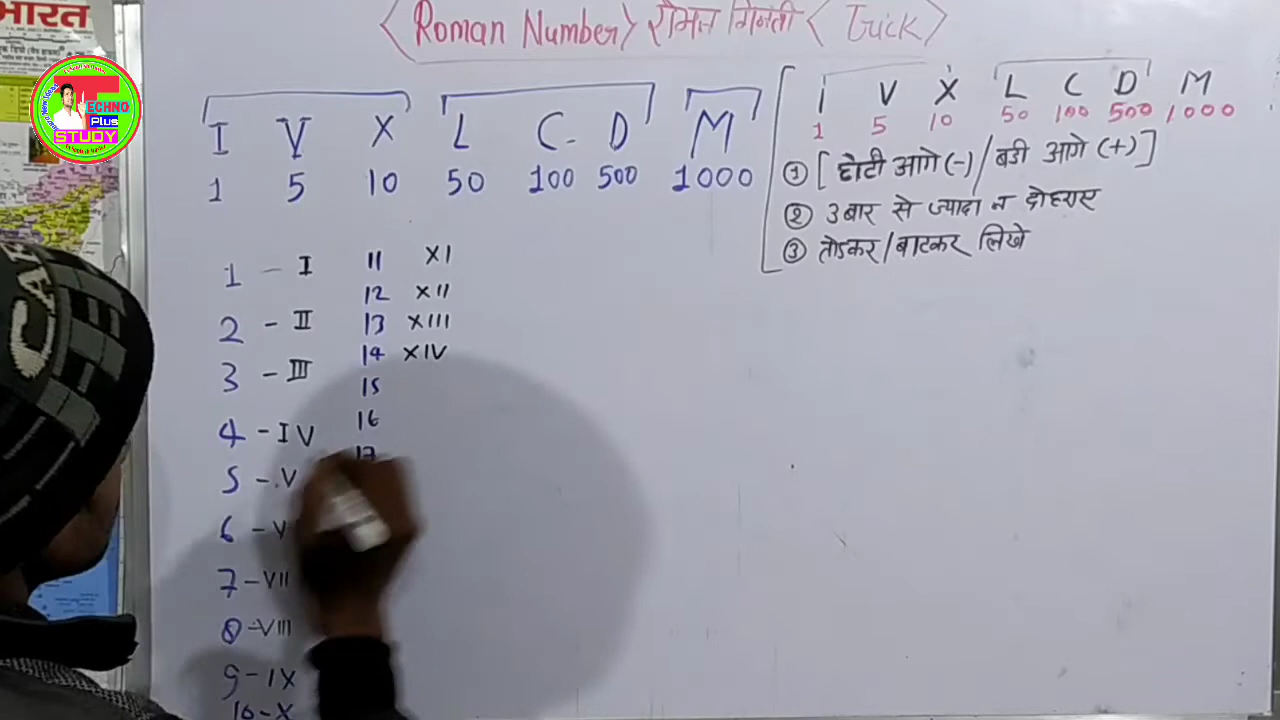 भारत
TECHNO
Plus
STUDY
<Roman Number> रोमन गिनती <Trick>
I V X L C D M
1 5 10 50 100 500 1000
I V X L C D M
1 5 10 50 100 500 1000
① [छोटी आगे (-) / बडी आगे (+)]
② 3 बार से ज्यादा न दोहराए
③ तोडकर/बाटकर लिखे
1 - I
2 - II
3 - III
4 - IV
5 - V
6 - V
7 - VII
8 - VIII
9 - IX
10 - X
11 XI
12 XII
13 XIII
14 XIV
15
16
17